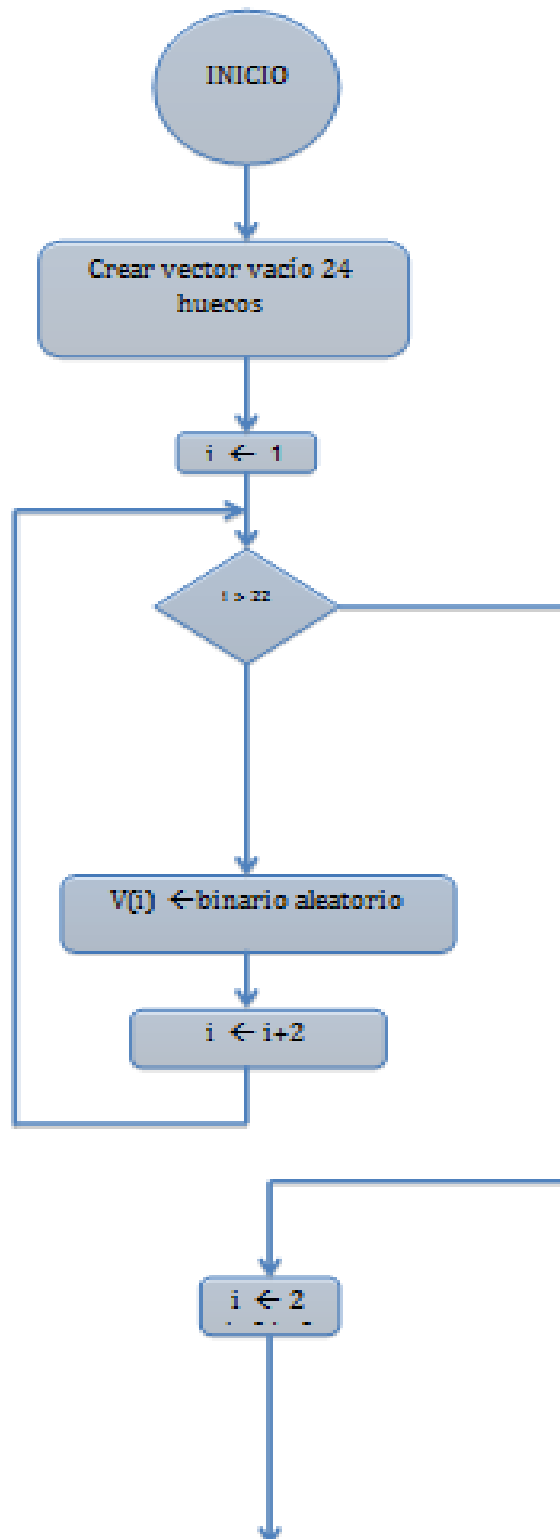 INICIO
Crear vector vacío 24
huecos
i ← 1
i > 22
V(i) ←binario aleatorio
i ← i+2
i ← 2